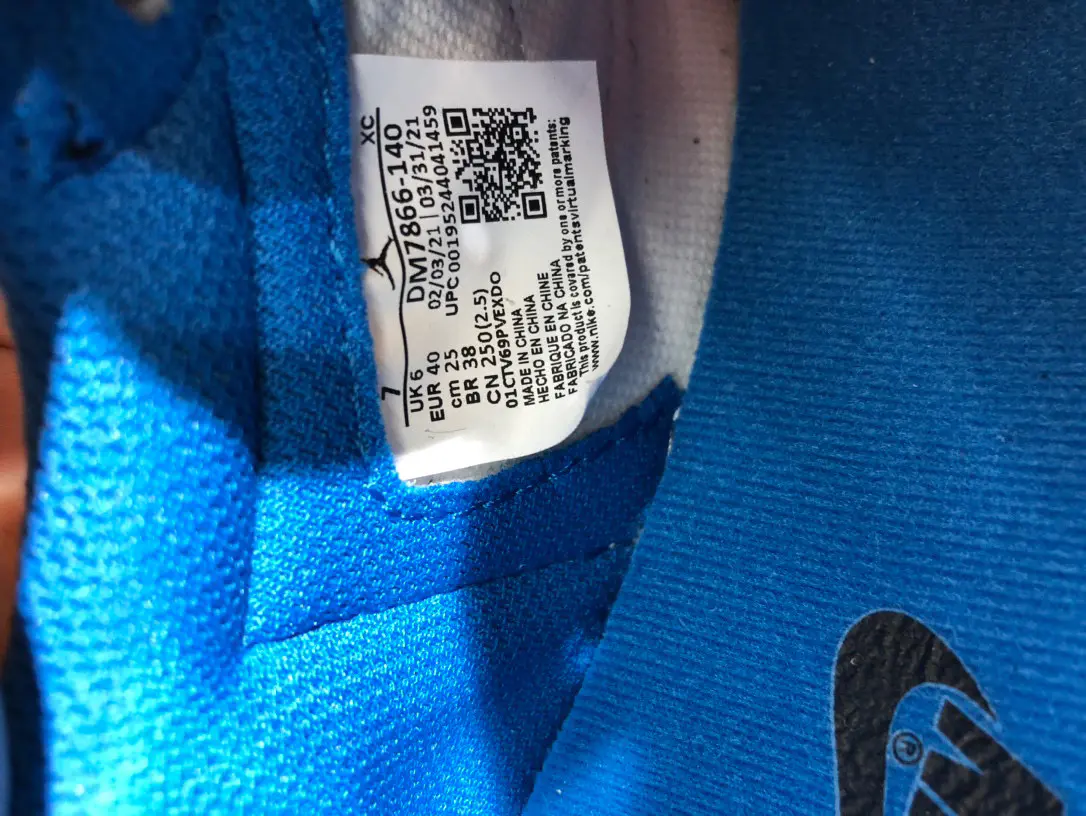 XC
7
DM7866-140
UK 6
02/03/21 | 03/31/21
EUR 40
UPC 00195244041459
cm 25
BR 38
CN 250(2.5)
01CTV69PVEXDO
MADE IN CHINA
HECHO EN CHINA
FABRIQUE EN CHINE
FABRICADO NA CHINA
This product is covered by one or more patents:
www.nike.com/patentsvirtualmarking
®